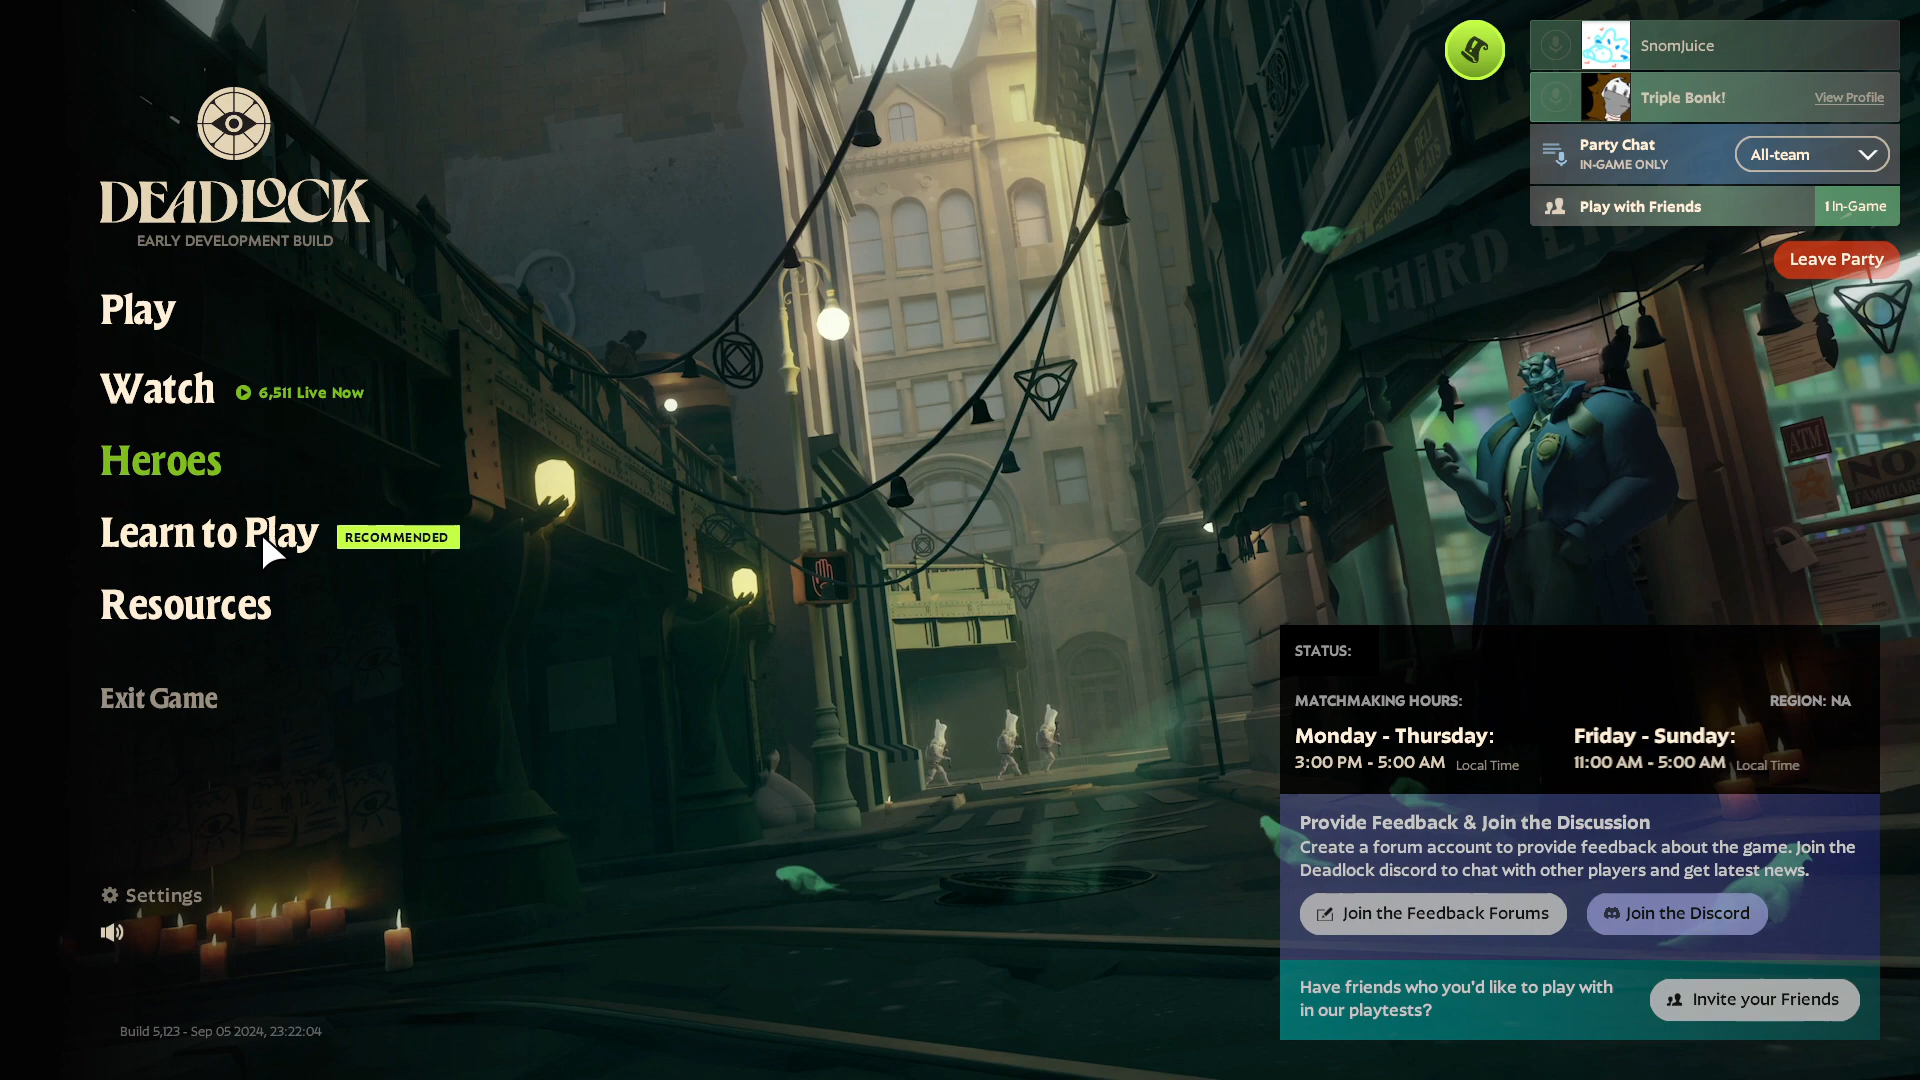 DEADLOCK
EARLY DEVELOPMENT BUILD
Play
Watch
6,511 Live Now
Heroes
Learn to Play
RECOMMENDED
Resources
Exit Game
Settings
Build 5,123 - Sep 05 2024, 23:22:04
SnomJuice
Triple Bonk!
View Profile
Party Chat
IN-GAME ONLY
All-team
Play with Friends
1 In-Game
Leave Party
THIRD
ATM
NO
FAMILIARS
STATUS:
MATCHMAKING HOURS:
REGION: NA
Monday - Thursday:
3:00 PM - 5:00 AM Local Time
Friday - Sunday:
11:00 AM - 5:00 AM Local Time
Provide Feedback & Join the Discussion
Create a forum account to provide feedback about the game. Join the
Deadlock discord to chat with other players and get latest news.
Join the Feedback Forums
Join the Discord
Have friends who you'd like to play with
in our playtests?
Invite your Friends